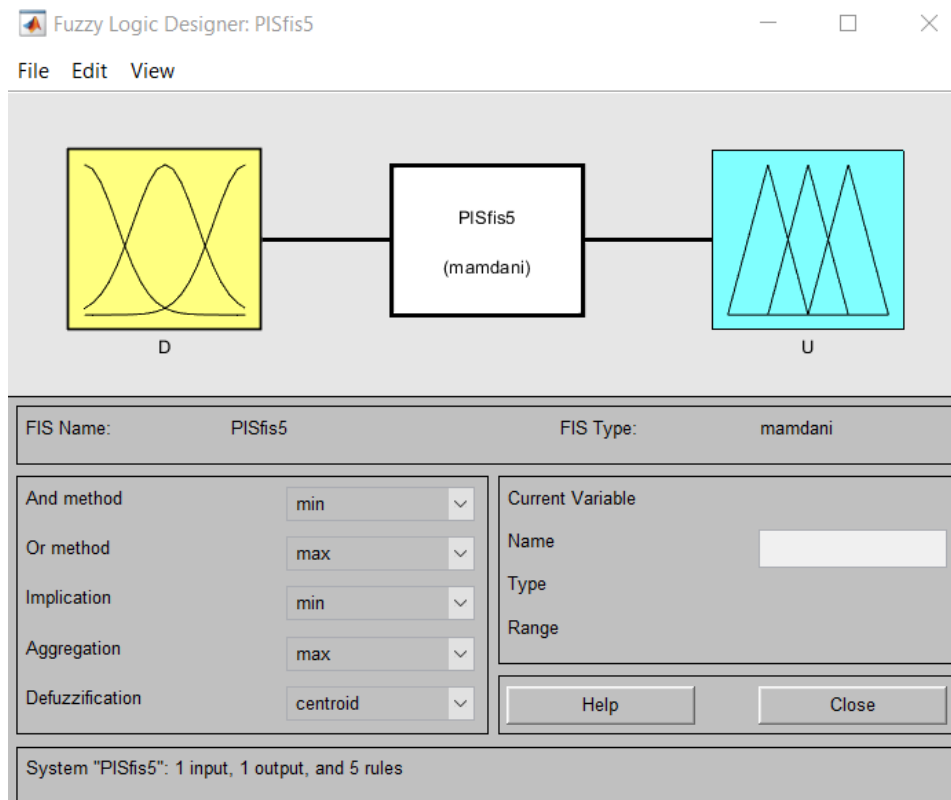 Fuzzy Logic Designer: PISfis5
File Edit View
PISfis5
(mamdani)
D
U
FIS Name: PISfis5 FIS Type: mamdani
And method min
Or method max
Implication min
Aggregation max
Defuzzification centroid
Current Variable
Name
Type
Range
Help Close
System "PISfis5": 1 input, 1 output, and 5 rules